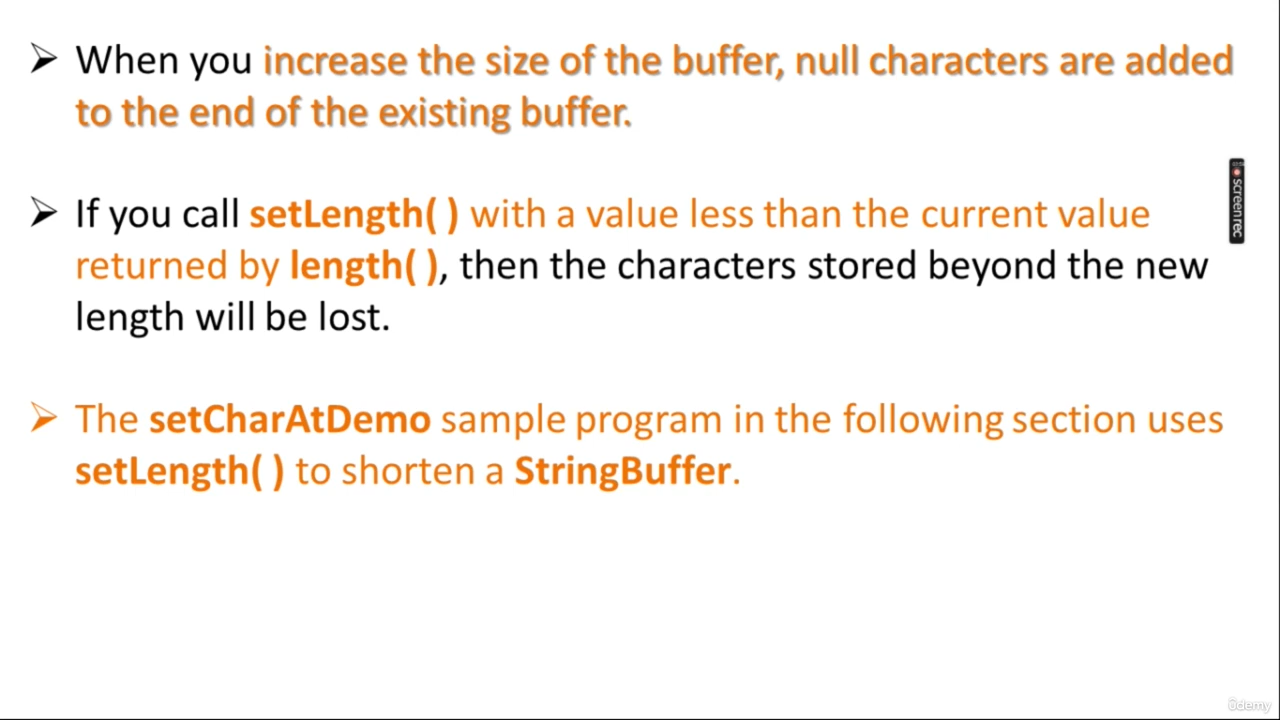 When you increase the size of the buffer, null characters are added
to the end of the existing buffer.
If you call setLength( ) with a value less than the current value
returned by length( ), then the characters stored beyond the new
length will be lost.
The setCharAtDemo sample program in the following section uses
setLength( ) to shorten a StringBuffer.
screen rec
ûdemy